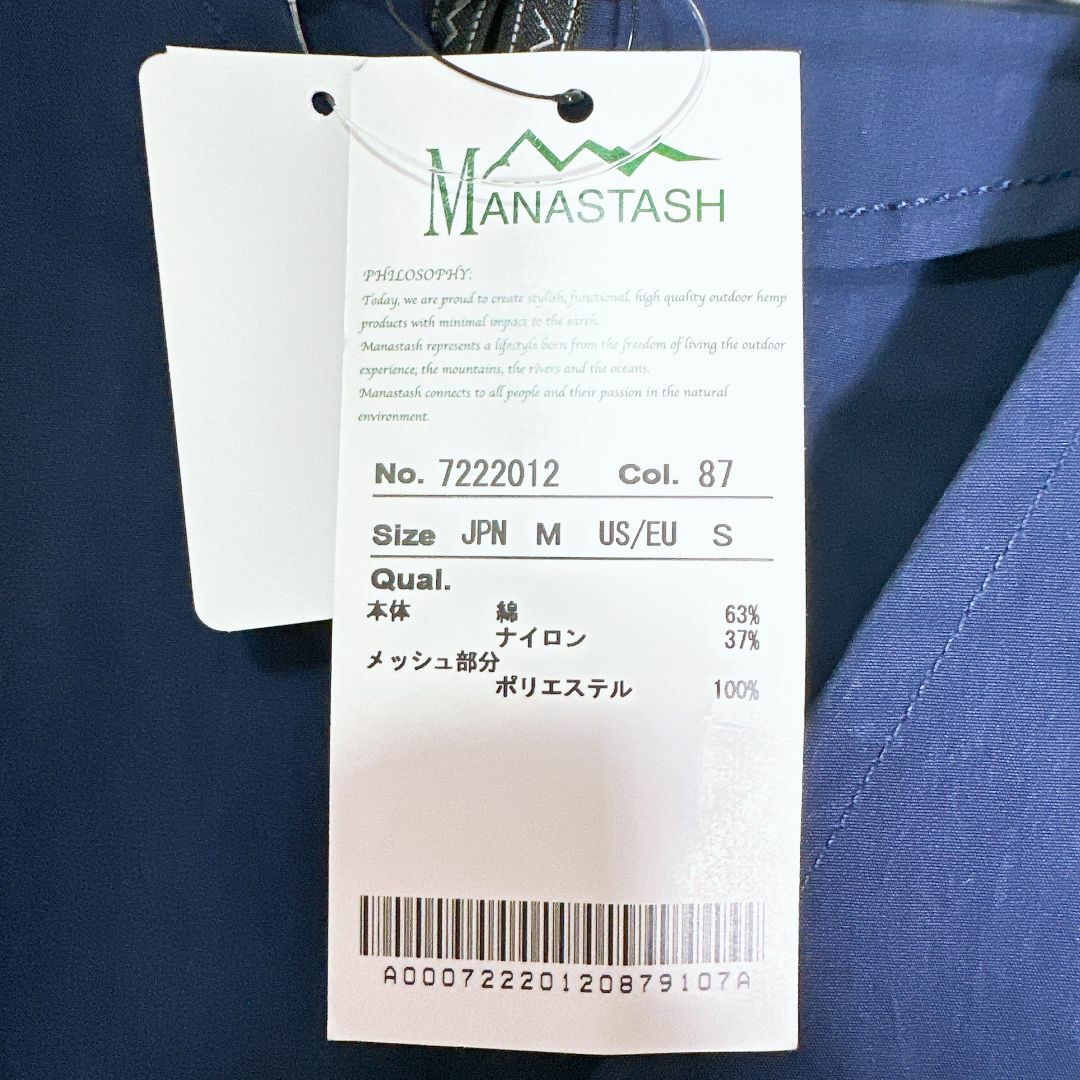 MANASTASH
PHILOSOPHY:
Today, we are proud to create stylish, functional, high quality outdoor hemp
products with minimal impact to the earth.
Manastash represents a lifestyle born from the freedom of living the outdoor
experience; the mountains, the rivers and the oceans.
Manastash connects to all people and their passion in the natural
environment.
No. 7222012 Col. 87
Size JPN M US/EU S
Qual.
本体 綿 63%
ナイロン 37%
メッシュ部分
ポリエステル 100%
A00072220120879107A